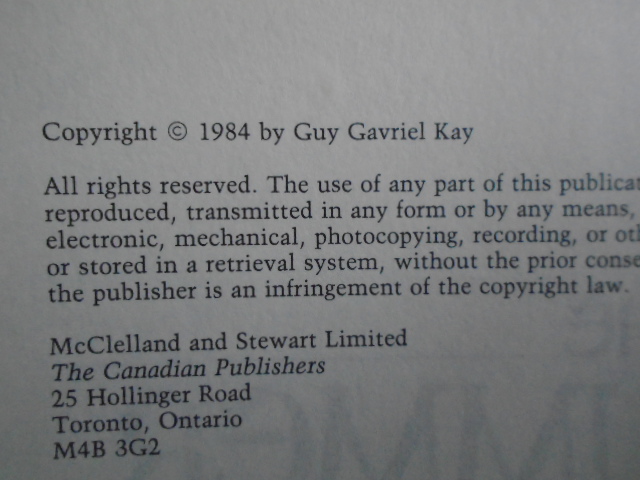 Copyright © 1984 by Guy Gavriel Kay
All rights reserved. The use of any part of this
reproduced, transmitted in any form or by any means,
electronic, mechanical, photocopying, recording, or
or stored in a retrieval system, without the prior
the publisher is an infringement of the copyright law.
McClelland and Stewart Limited
The Canadian Publishers
25 Hollinger Road
Toronto, Ontario
M4B 3G2